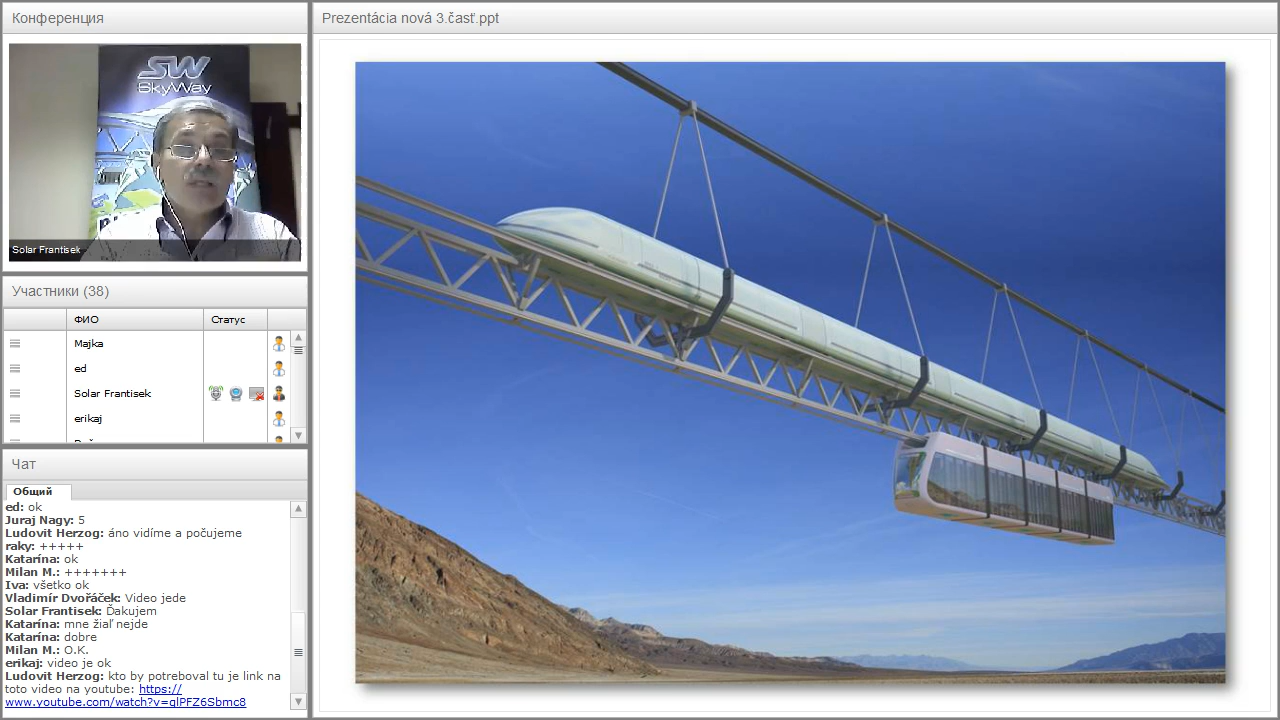 Конференция
SW
SkyWay
Solar Frantisek
Участники (38)
ФИО
Статус
Majka
ed
Solar Frantisek
erikaj
Чат
Общий
ed: ok
Juraj Nagy: 5
Ludovit Herzog: áno vidíme a počujeme
raky: +++++
Katarína: ok
Milan M.: +++++++
Iva: všetko ok
Vladimír Dvořáček: Video jede
Solar Frantisek: Ďakujem
Katarína: mne žiaľ nejde
Katarína: dobre
Milan M.: O.K.
erikaj: video je ok
Ludovit Herzog: kto by potreboval tu je link na
toto video na youtube: https://
www.youtube.com/watch?v=qlPFZ6Sbmc8
Prezentácia nová 3.časť.ppt